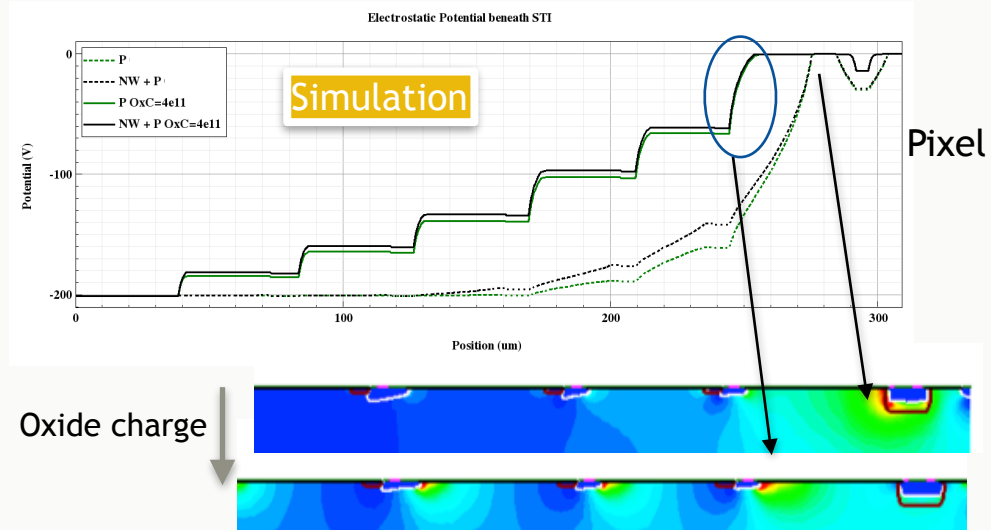 Electrostatic Potential beneath STI
P
NW + P
P OxC=4e11
NW + P OxC=4e11
Simulation
Pixel
Potential (V)
0
-100
-200
0
100
200
300
Position (um)
Oxide charge